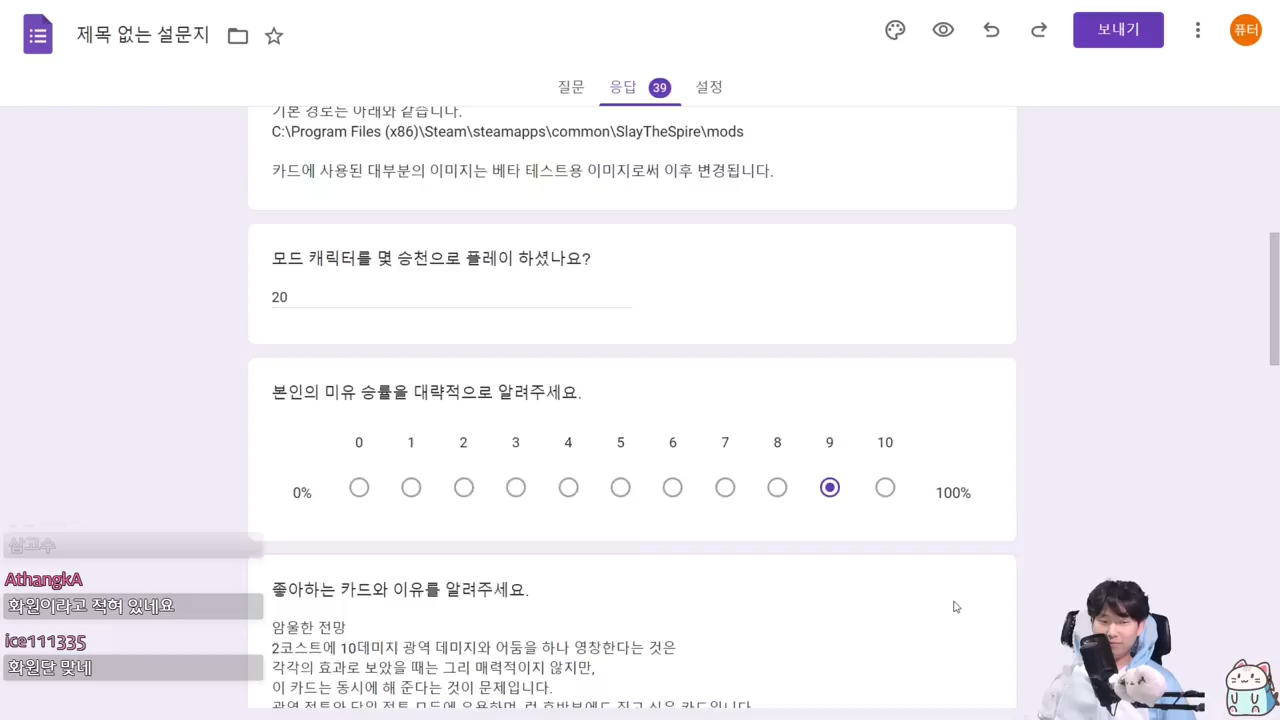 제목 없는 설문지
보내기
퓨터
질문
응답
39
설정
기본 경로는 아래와 같습니다.
C:\Program Files (x86)\Steam\steamapps\common\SlayTheSpire\mods
카드에 사용된 대부분의 이미지는 베타 테스트용 이미지로써 이후 변경됩니다.
모드 캐릭터를 몇 승천으로 플레이 하셨나요?
20
본인의 미유 승률을 대략적으로 알려주세요.
0 1 2 3 4 5 6 7 8 9 10
0%
100%
좋아하는 카드와 이유를 알려주세요.
암울한 전망
2코스트에 10데미지 광역 데미지와 어둠을 하나 영창한다는 것은
각각의 효과로 보았을 때는 그리 매력적이지 않지만,
이 카드는 동시에 해 준다는 것이 문제입니다.
AthangkA
화원이라고 적혀 있네요
ice111335
화원단 맞네